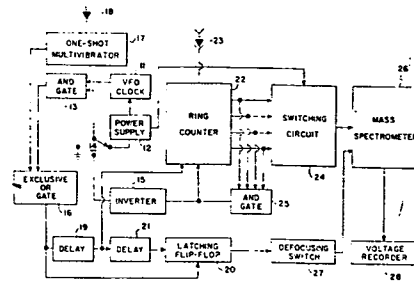 18
ONE-SHOT
MULTIVIBRATOR
17
23
AND
GATE
13
11
VFO
CLOCK
POWER
SUPPLY
12
14
22
RING
COUNTER
SWITCHING
CIRCUIT
24
26
MASS
SPECTROMETER
EXCLUSIVE
OR GATE
16
15
INVERTER
AND
GATE
25
19
DELAY
21
DELAY
LATCHING
FLIP-FLOP
20
DEFOCUSING
SWITCH
27
VOLTAGE
RECORDER
28